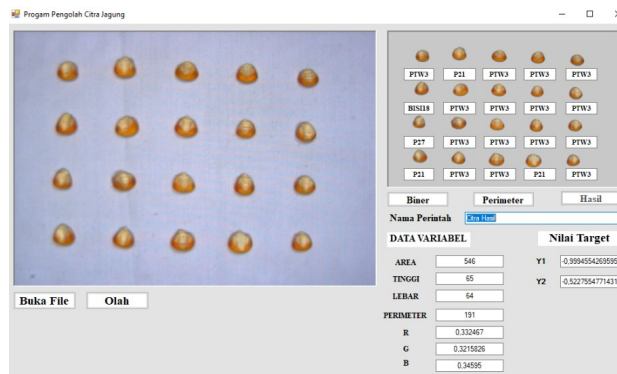 Progam Pengolah Citra Jagung
PTW3 P21 PTW3 PTW3 PTW3
BISI18 PTW3 PTW3 PTW3 PTW3
P27 PTW3 PTW3 PTW3 PTW3
P21 PTW3 PTW3 P21 PTW3
Biner Perimeter Hasil
Nama Perintah Citra Hasil
DATA VARIABEL Nilai Target
AREA 546 Y1 -0,9994554269595
TINGGI 65 Y2 -0,5227554771431
LEBAR 64
Buka File Olah
PERIMETER 191
R 0,332467
G 0,3215826
B 0,34595